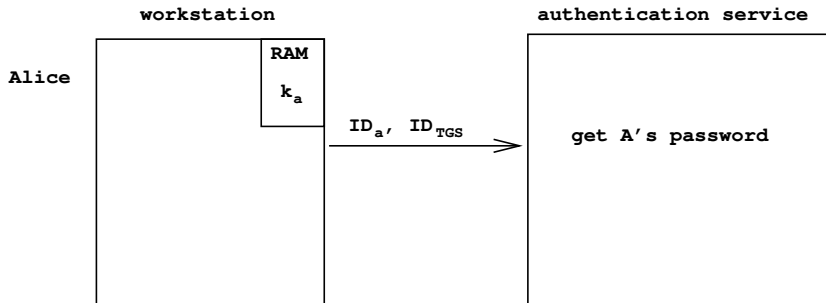 workstation
authentication service
Alice
RAM
k_a
ID_a, ID_TGS
get A's password